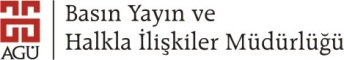 AGÜ
Basın Yayın ve
Halkla İlişkiler Müdürlüğü